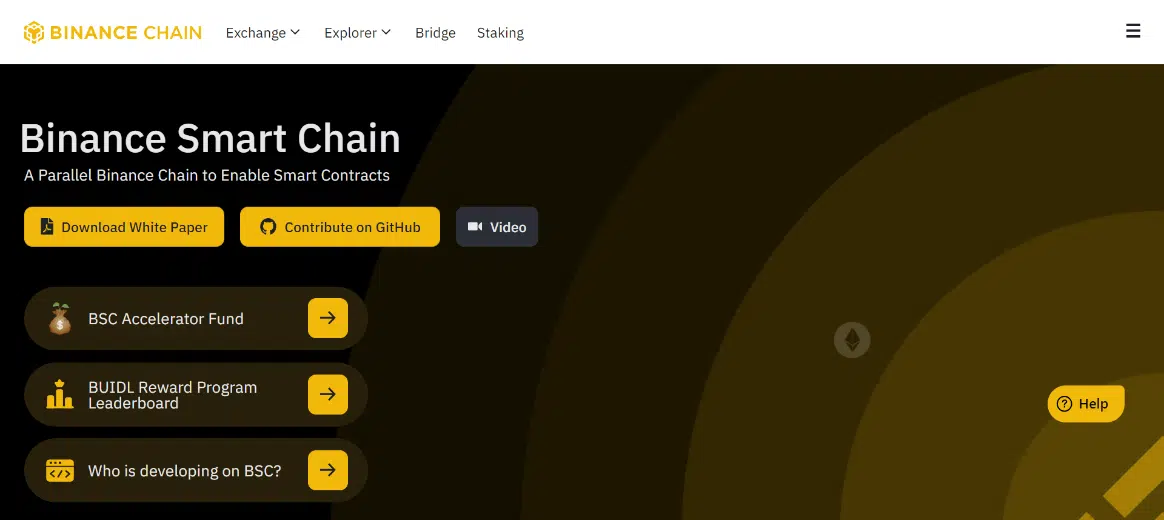 BINANCE CHAIN Exchange Explorer Bridge Staking
Binance Smart Chain
A Parallel Binance Chain to Enable Smart Contracts
Download White Paper Contribute on GitHub Video
BSC Accelerator Fund
BUIDL Reward Program
Leaderboard
Help
Who is developing on BSC?